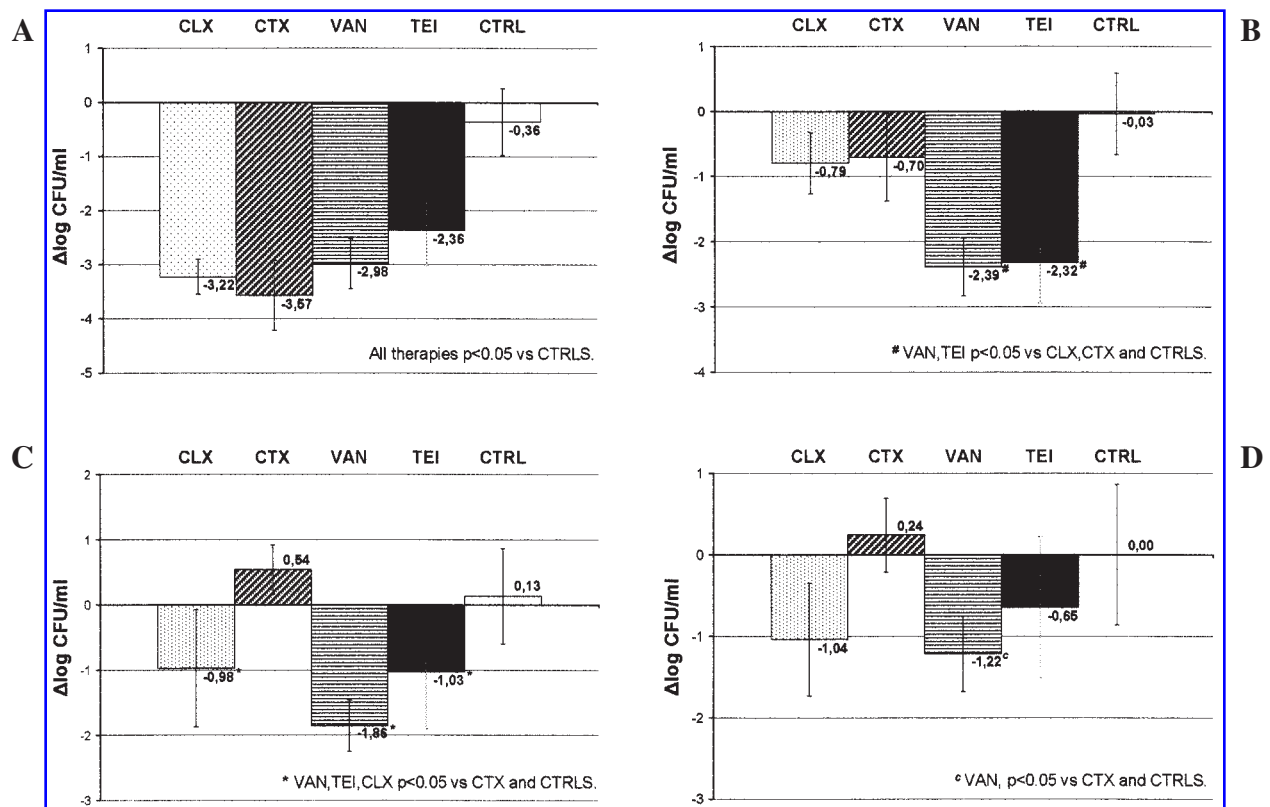 A
CLX CTX VAN TEI CTRL
1
0
-1
-2
-3
-4
-5
Δlog CFU/ml
-3,22
-3,57
-2,98
-2,36
-0,36
All therapies p<0.05 vs CTRLS.
B
CLX CTX VAN TEI CTRL
1
0
-1
-2
-3
-4
Δlog CFU/ml
-0,79
-0,70
-2,39 #
-2,32 #
-0,03
# VAN,TEI p<0.05 vs CLX,CTX and CTRLS.
C
CLX CTX VAN TEI CTRL
2
1
0
-1
-2
-3
Δlog CFU/ml
-0,98 *
0,54
-1,86 *
-1,03 *
0,13
* VAN,TEI,CLX p<0.05 vs CTX and CTRLS.
D
CLX CTX VAN TEI CTRL
1
0
-1
-2
-3
Δlog CFU/ml
-1,04
0,24
-1,22 c
-0,65
0,00
c VAN, p<0.05 vs CTX and CTRLS.